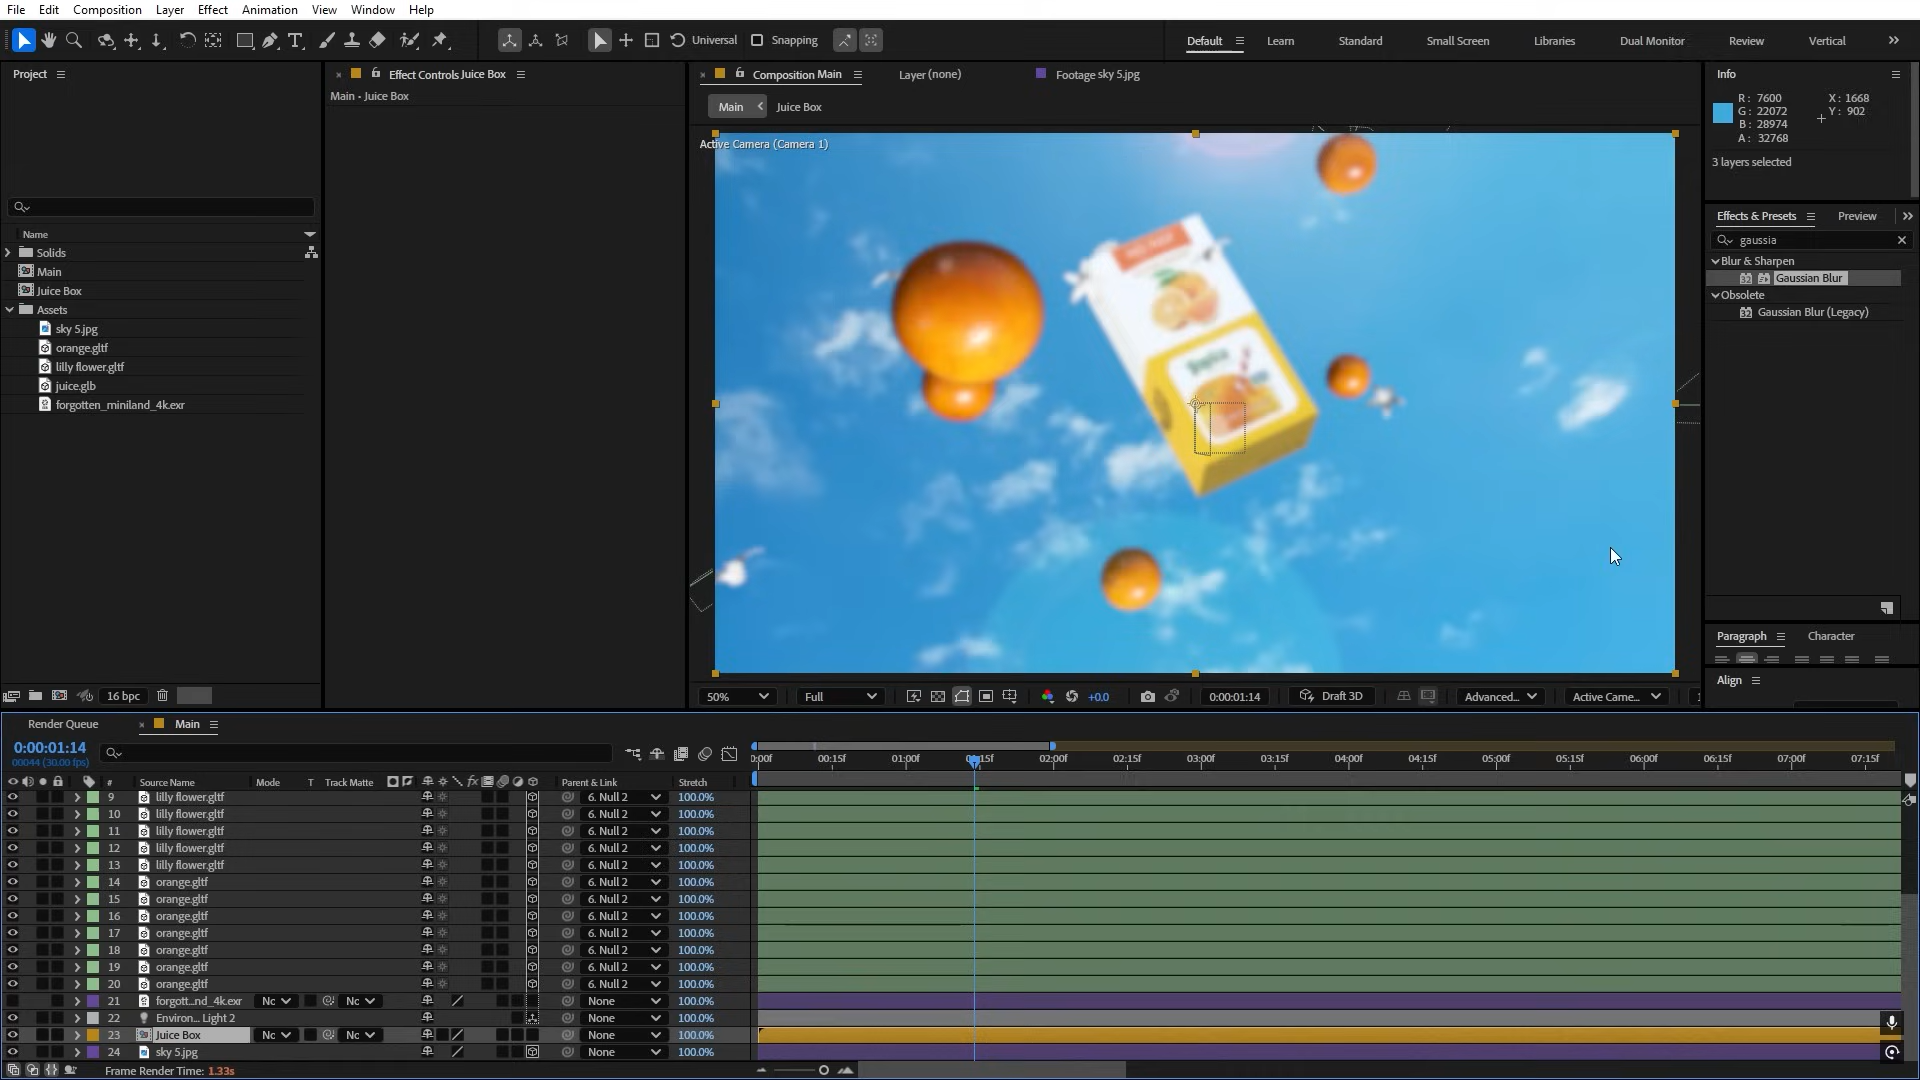 File Edit Composition Layer Effect Animation View Window Help
Universal Snapping Default Learn Standard Small Screen Libraries Dual Monitor Review Vertical
Project
Effect Controls Juice Box
Composition Main Layer (none) Footage sky 5.jpg
Info
Main • Juice Box
Main Juice Box
R: 7600 X: 1668
G: 22072 Y: 902
B: 28974
A: 32768
3 layers selected
Active Camera (Camera 1)
Effects & Presets Preview
gaussia
Blur & Sharpen
Gaussian Blur
Obsolete
Gaussian Blur (Legacy)
Name
Solids
Main
Juice Box
Assets
sky 5.jpg
orange.gltf
lilly flower.gltf
juice.glb
forgotten_miniland_4k.exr
Paragraph Character
Align
16 bpc
50% Full +0.0 0:00:01:14 Draft 3D Advanced... Active Came...
Render Queue Main
0:00:01:14
00044 (30.00 fps)
0:00f 00:15f 01:00f 01:15f 02:00f 02:15f 03:00f 03:15f 04:00f 04:15f 05:00f 05:15f 06:00f 06:15f 07:00f 07:15f
# Source Name Mode T Track Matte Parent & Link Stretch
9 lilly flower.gltf 6. Null 2 100.0%
10 lilly flower.gltf 6. Null 2 100.0%
11 lilly flower.gltf 6. Null 2 100.0%
12 lilly flower.gltf 6. Null 2 100.0%
13 lilly flower.gltf 6. Null 2 100.0%
14 orange.gltf 6. Null 2 100.0%
15 orange.gltf 6. Null 2 100.0%
16 orange.gltf 6. Null 2 100.0%
17 orange.gltf 6. Null 2 100.0%
18 orange.gltf 6. Null 2 100.0%
19 orange.gltf 6. Null 2 100.0%
20 orange.gltf 6. Null 2 100.0%
21 forgott...nd_4k.exr Nc Nc None 100.0%
22 Environ... Light 2 None 100.0%
23 Juice Box Nc Nc None 100.0%
24 sky 5.jpg None 100.0%
Frame Render Time: 1.33s